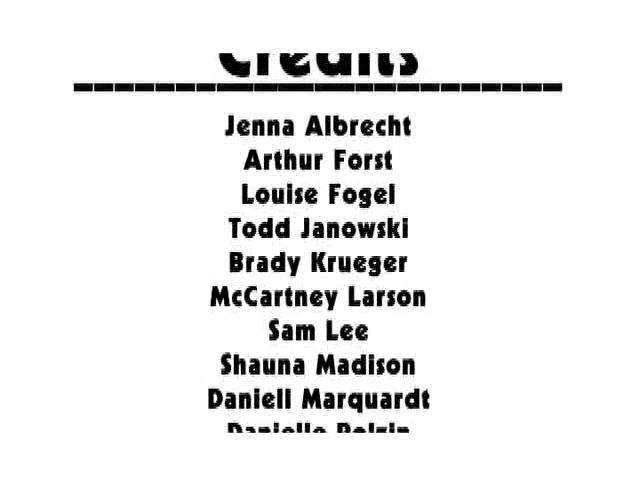 Credits
Jenna Albrecht
Arthur Forst
Louise Fogel
Todd Janowski
Brady Krueger
McCartney Larson
Sam Lee
Shauna Madison
Daniell Marquardt
Danielle